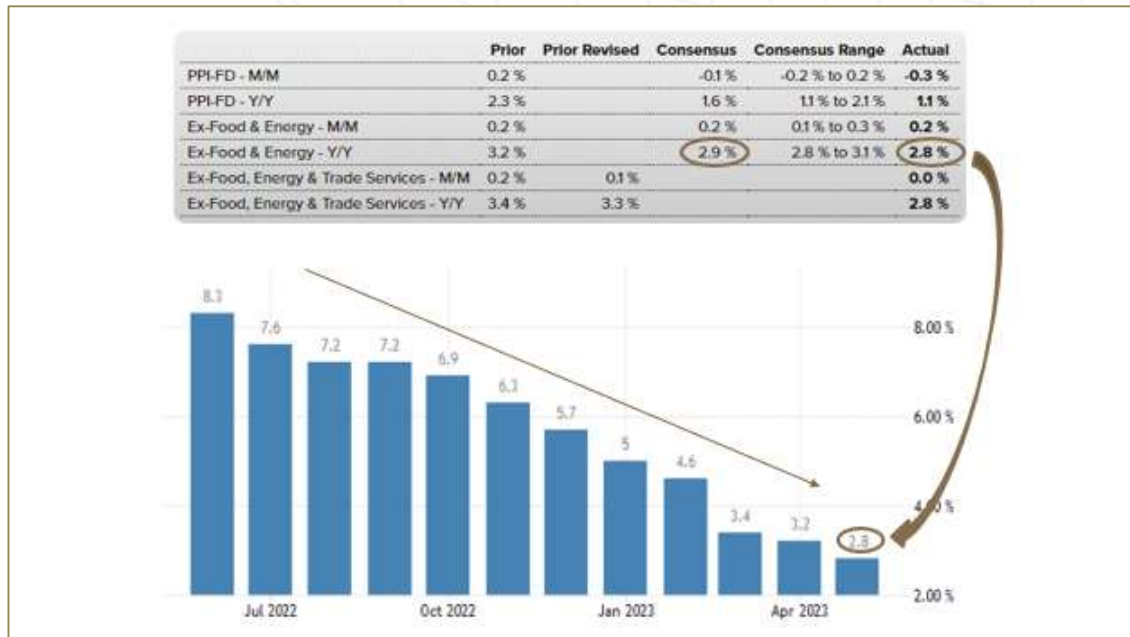 Prior Prior Revised Consensus Consensus Range Actual
PPI-FD - M/M 0.2 % -0.1 % -0.2 % to 0.2 % -0.3 %
PPI-FD - Y/Y 2.3 % 1.6 % 1.1 % to 2.1 % 1.1 %
Ex-Food & Energy - M/M 0.2 % 0.2 % 0.1 % to 0.3 % 0.2 %
Ex-Food & Energy - Y/Y 3.2 % 2.9 % 2.8 % to 3.1 % 2.8 %
Ex-Food, Energy & Trade Services - M/M 0.2 % 0.1 % 0.0 %
Ex-Food, Energy & Trade Services - Y/Y 3.4 % 3.3 % 2.8 %
8.3 7.6 7.2 7.2 6.9 6.3 5.7 5 4.6 3.4 3.2 2.8
8.00 %
6.00 %
4.00 %
2.00 %
Jul 2022 Oct 2022 Jan 2023 Apr 2023